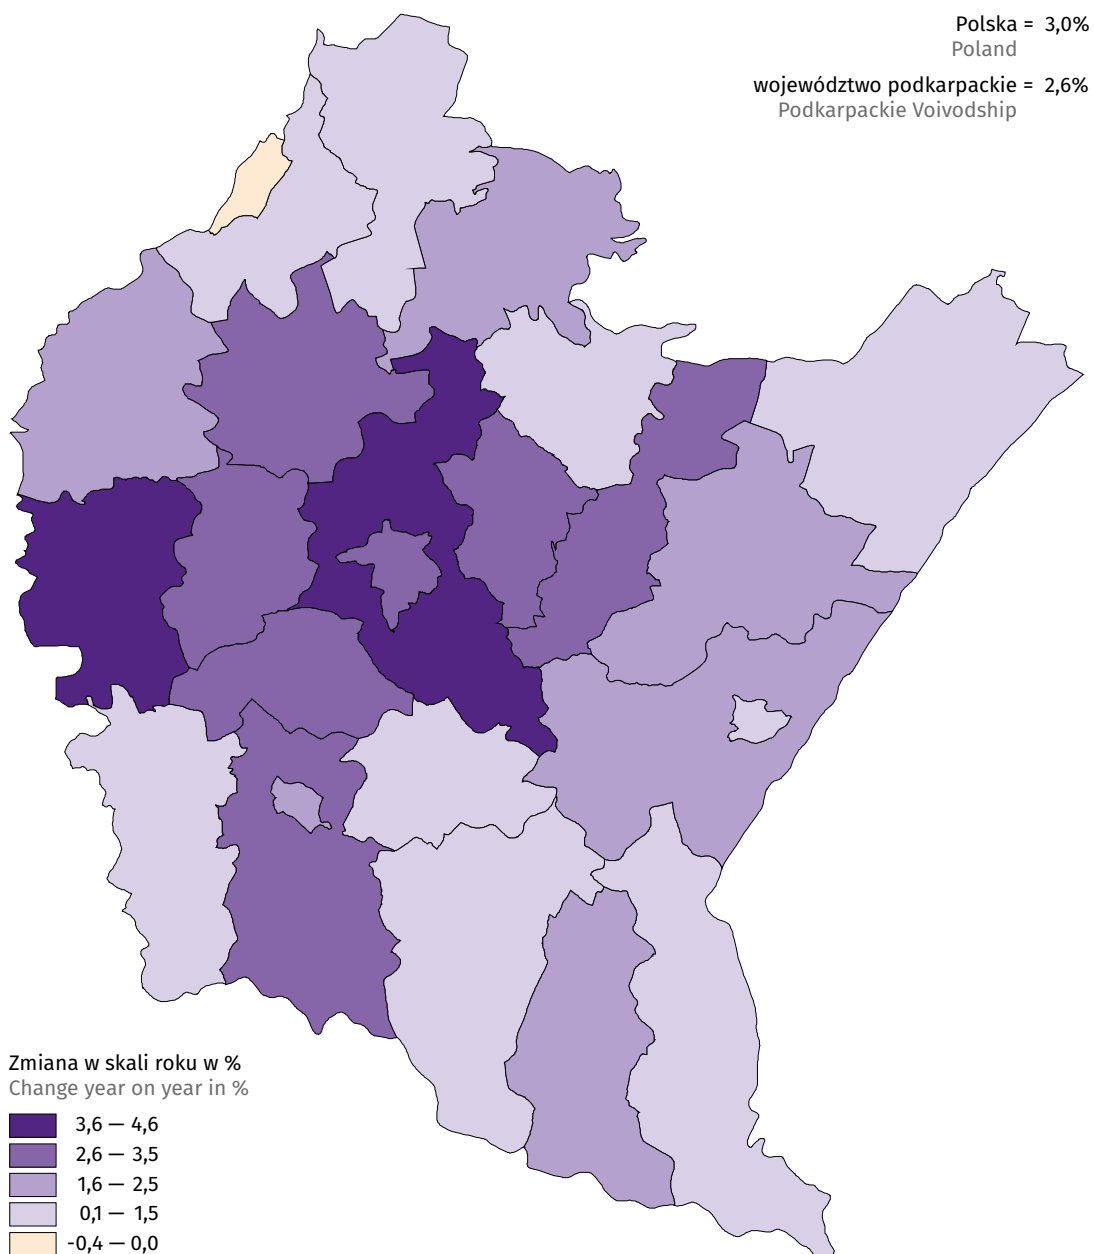 Polska = 3,0%
Poland
województwo podkarpackie = 2,6%
Podkarpackie Voivodship
Zmiana w skali roku w %
Change year on year in %
3,6 — 4,6
2,6 — 3,5
1,6 — 2,5
0,1 — 1,5
-0,4 — 0,0